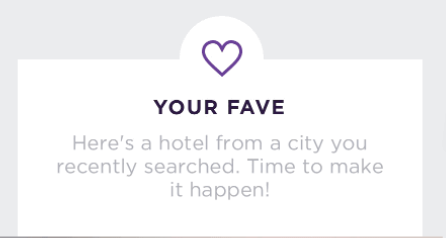 YOUR FAVE
Here's a hotel from a city you
recently searched. Time to make
it happen!